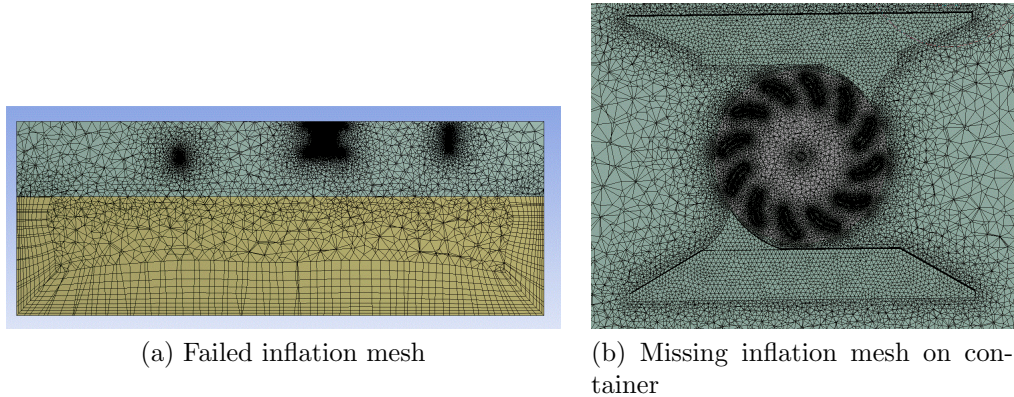 (a) Failed inflation mesh
(b) Missing inflation mesh on con-
tainer